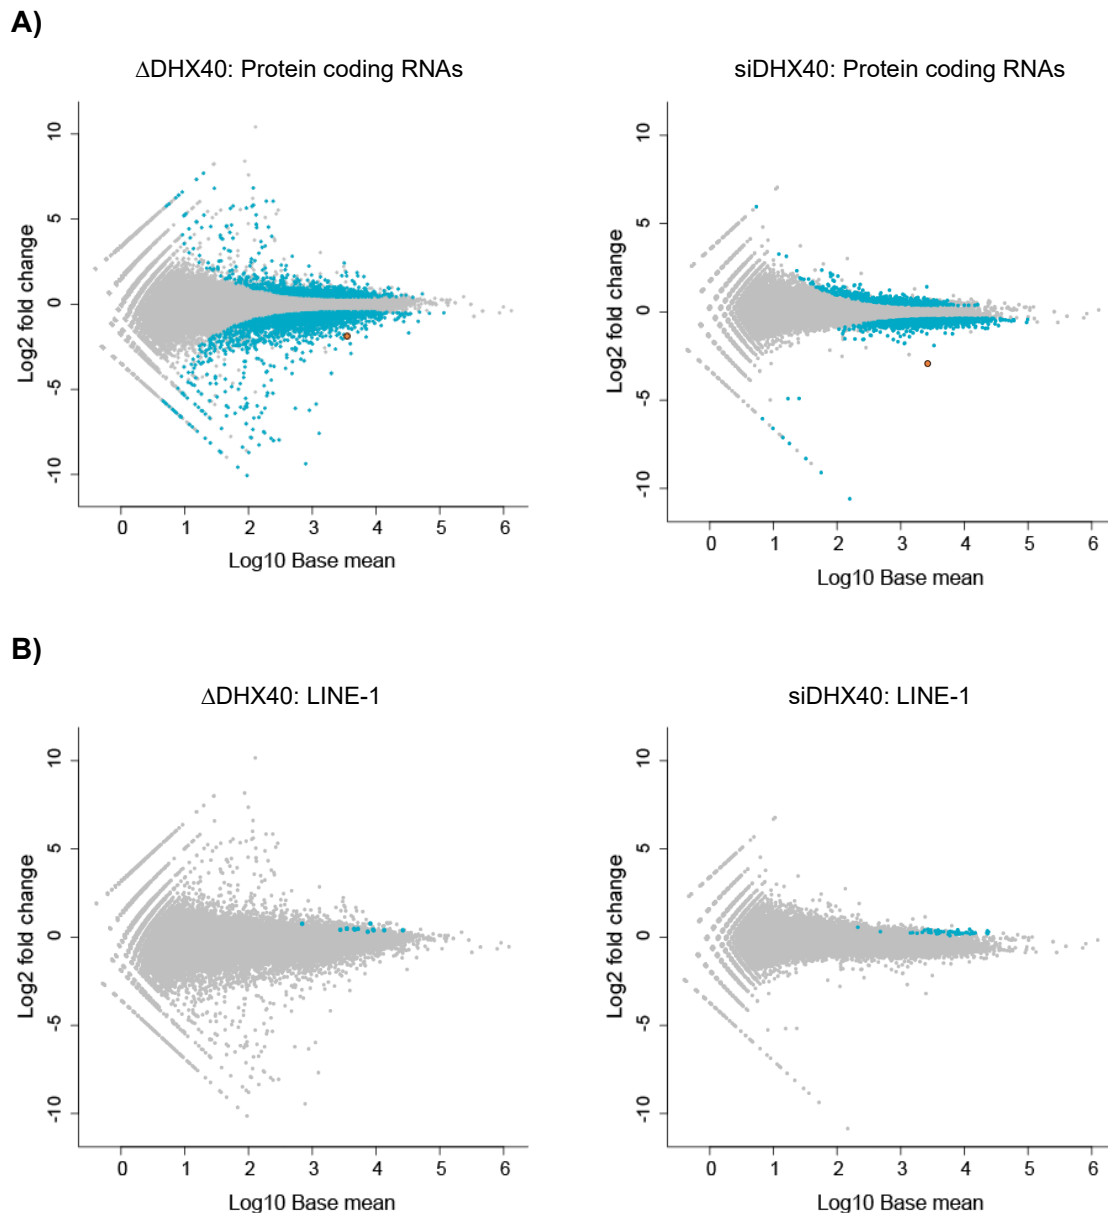 A)
ΔDHX40: Protein coding RNAs
siDHX40: Protein coding RNAs
Log2 fold change
10
5
0
-5
-10
0 1 2 3 4 5 6
Log10 Base mean
Log2 fold change
10
5
0
-5
-10
0 1 2 3 4 5 6
Log10 Base mean
B)
ΔDHX40: LINE-1
siDHX40: LINE-1
Log2 fold change
10
5
0
-5
-10
0 1 2 3 4 5 6
Log10 Base mean
Log2 fold change
10
5
0
-5
-10
0 1 2 3 4 5 6
Log10 Base mean